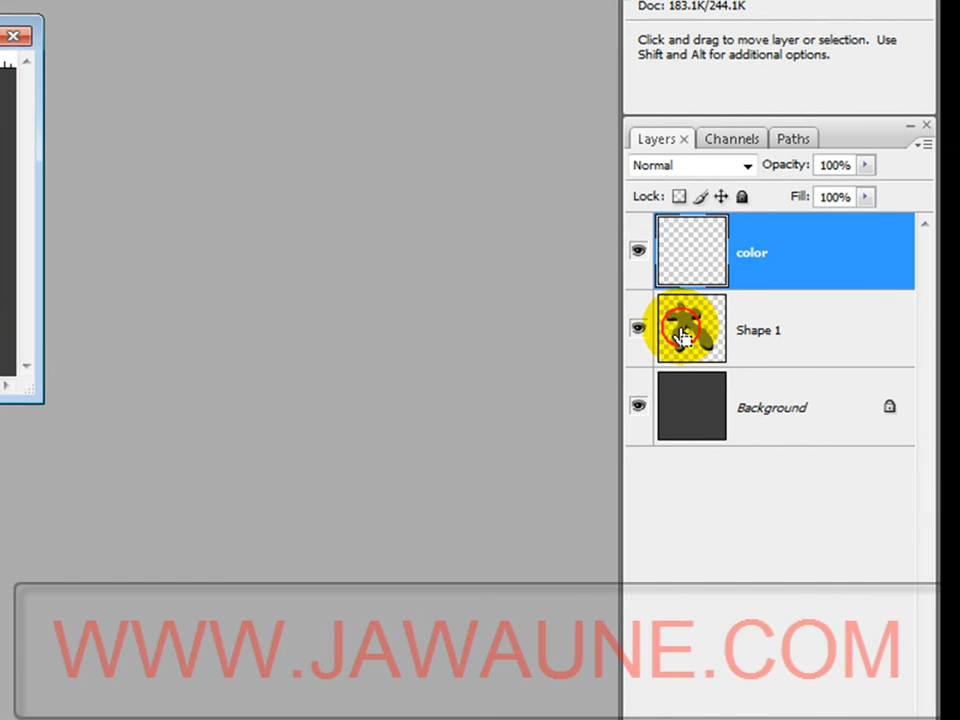 Doc: 183.1K/244.1K
Click and drag to move layer or selection. Use
Shift and Alt for additional options.
Layers Channels Paths
Normal Opacity: 100%
Lock: Fill: 100%
color
Shape 1
Background
WWW.JAWAUNE.COM